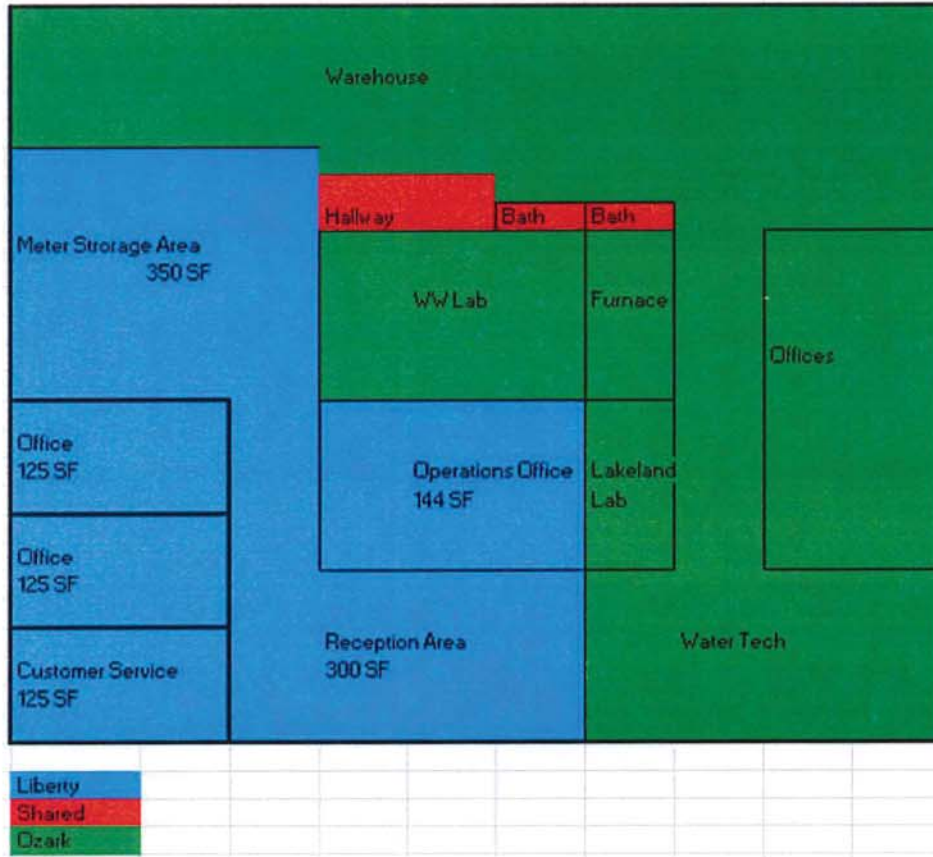 Warehouse
Hallway Bath Bath
Meter Strorage Area
350 SF
WW Lab Furnace
Offices
Office
125 SF
Operations Office
144 SF
Lakeland
Lab
Office
125 SF
Reception Area
300 SF
Water Tech
Customer Service
125 SF
Liberty
Shared
Ozark